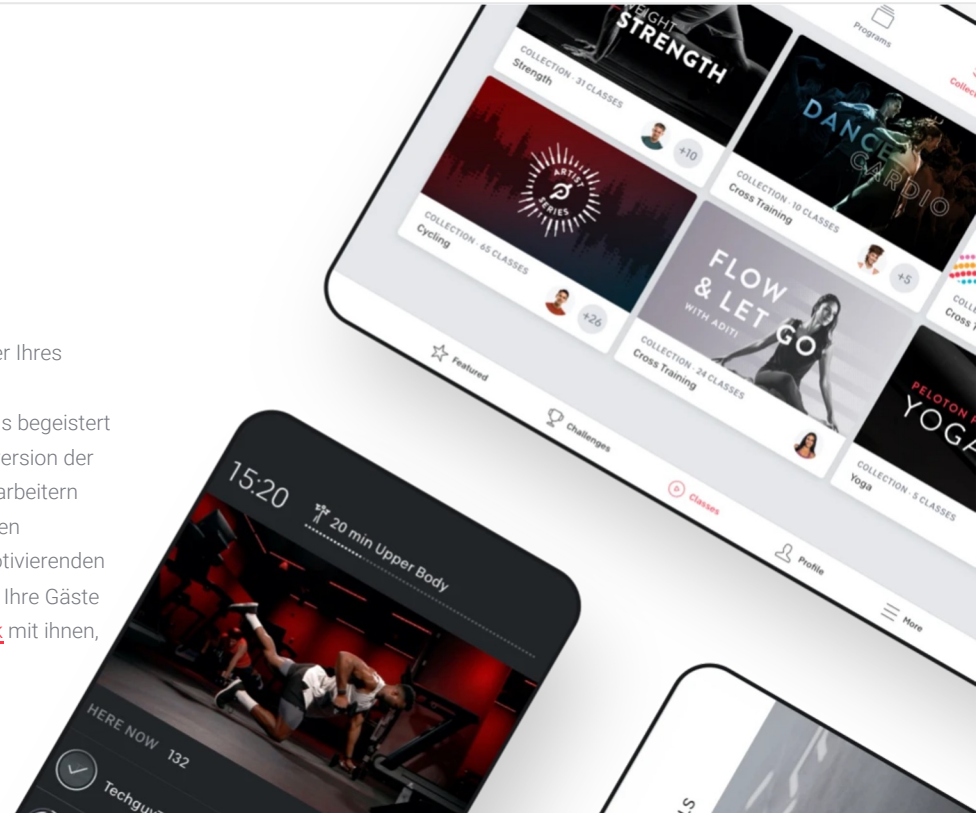 er Ihres
s begeistert
ersion der
arbeitern
en
otivierenden
Ihre Gäste
mit ihnen,
STRENGTH
COLLECTION · 31 CLASSES
Strength
+10
ARTIST
SERIES
COLLECTION · 65 CLASSES
Cycling
+26
Programs
DANCE
CARDIO
COLLECTION · 10 CLASSES
Cross Training
+5
FLOW
& LET GO
WITH ADITI
COLLECTION · 24 CLASSES
Cross Training
PELOTON
YOGA
COLLECTION · 5 CLASSES
Yoga
Featured
Challenges
Classes
Profile
More
15:20
20 min Upper Body
HERE NOW 132